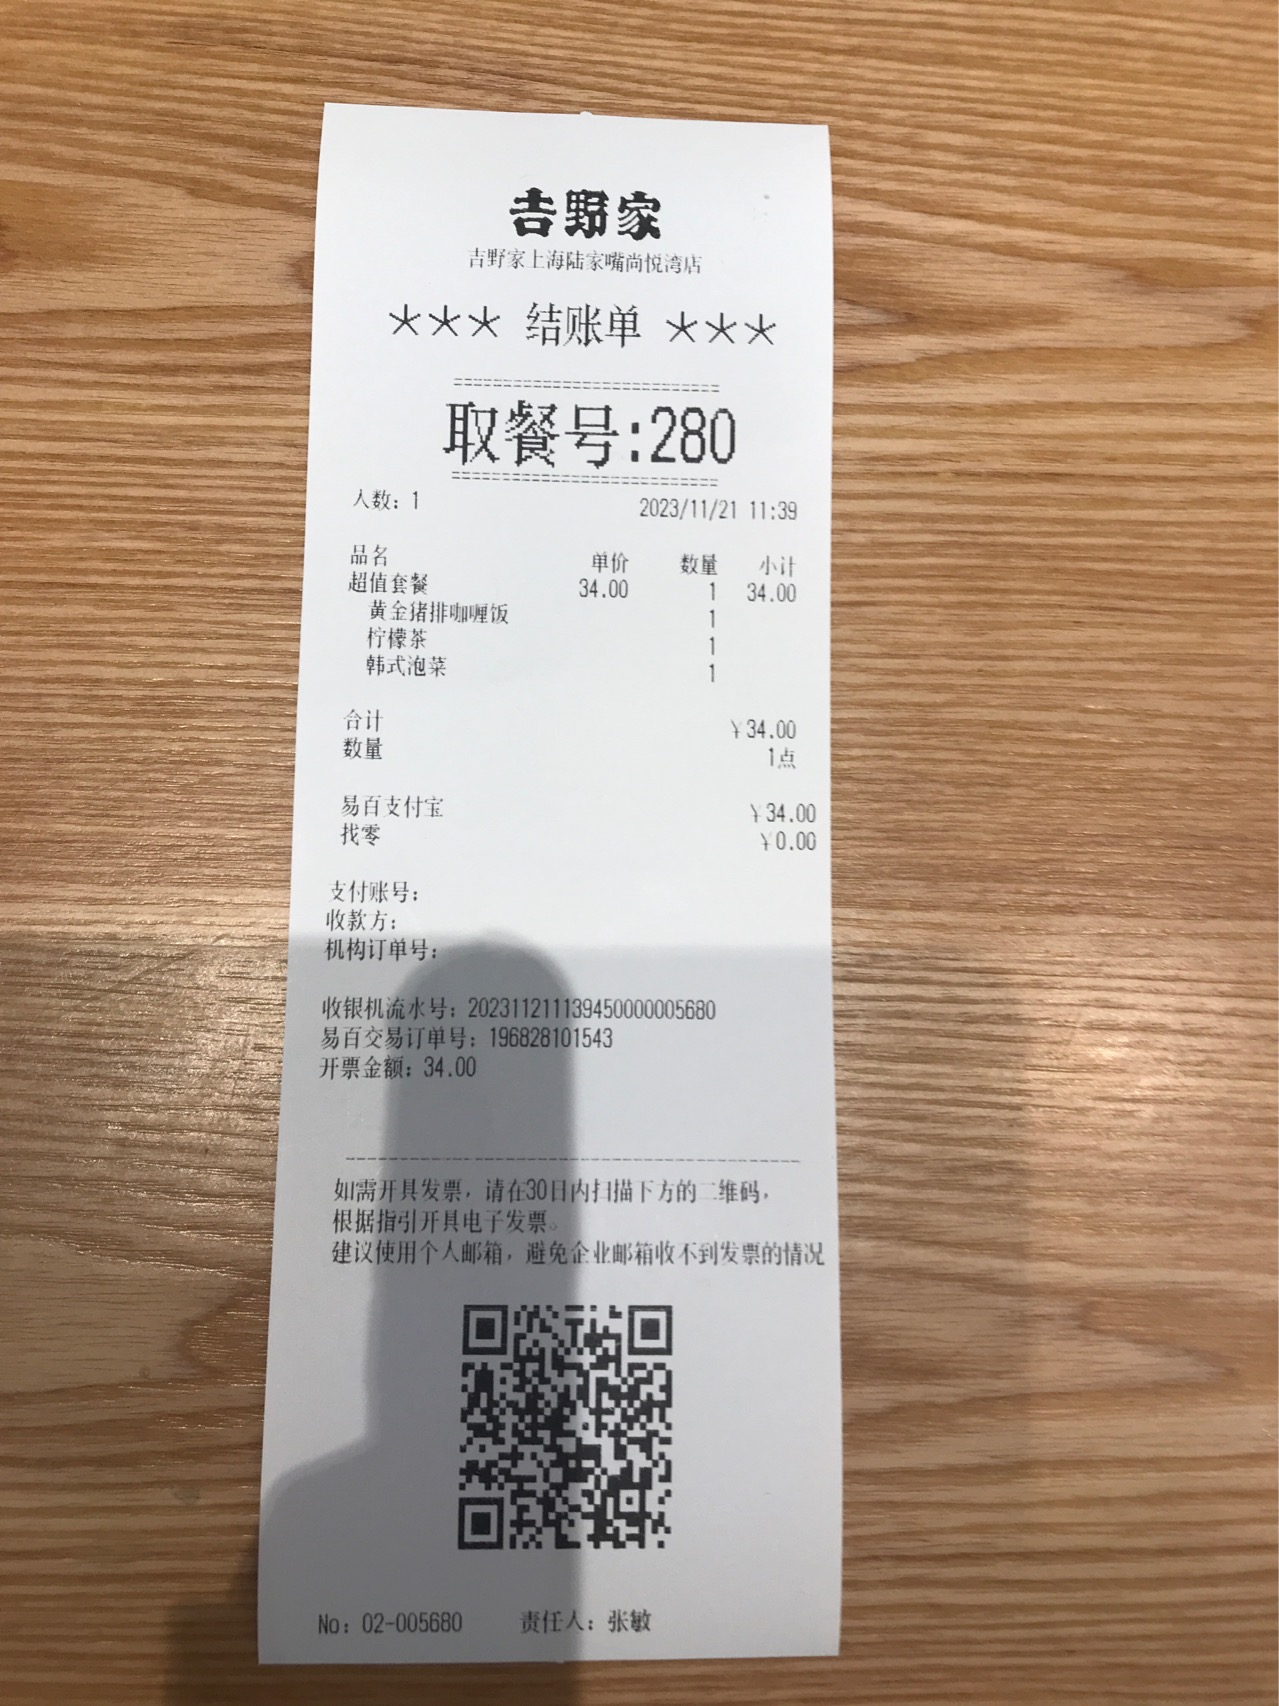 吉野家
吉野家上海陆家嘴尚悦湾店
*** 结账单 ***
取餐号:280
人数:1 2023/11/21 11:39
品名 单价 数量 小计
超值套餐 34.00 1 34.00
黄金猪排咖喱饭 1
柠檬茶 1
韩式泡菜 1
合计 ¥34.00
数量 1点
易百支付宝 ¥34.00
找零 ¥0.00
支付账号:
收款方:
机构订单号:
收银机流水号: 20231121113945000000​5680
易百交易订单号: 196828101543
开票金额: 34.00
如需开具发票,请在30日内扫描下方的二维码,
根据指引开具电子发票。
建议使用个人邮箱,避免企业邮箱收不到发票的情况
No: 02-005680 责任人: 张敏